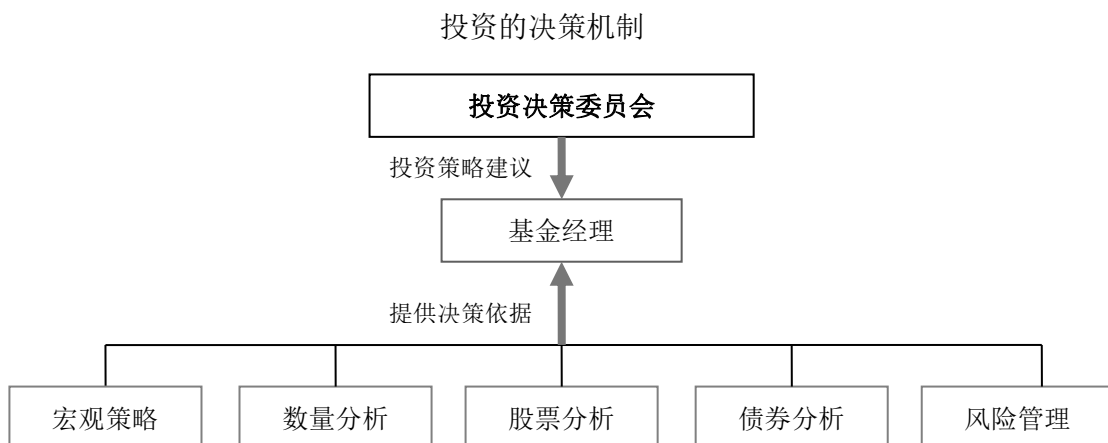 投资的决策机制
投资决策委员会
投资策略建议
基金经理
提供决策依据
宏观策略
数量分析
股票分析
债券分析
风险管理